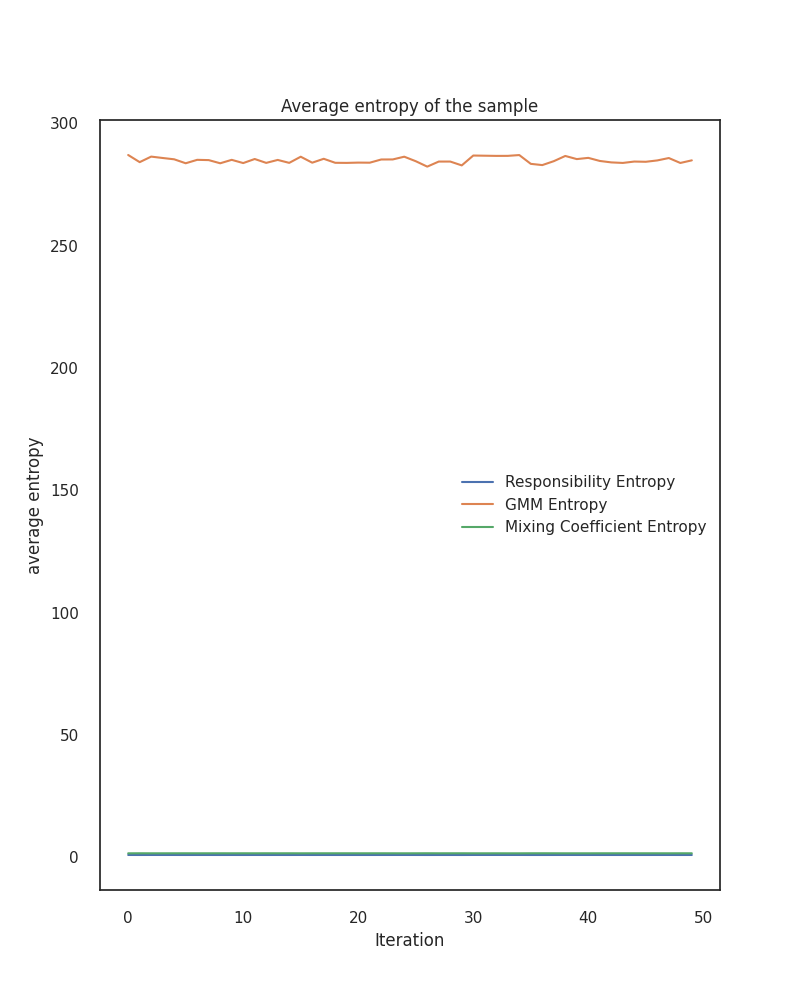 Average entropy of the sample
300
250
200
150
100
50
0
average entropy
Responsibility Entropy
GMM Entropy
Mixing Coefficient Entropy
0 10 20 30 40 50
Iteration